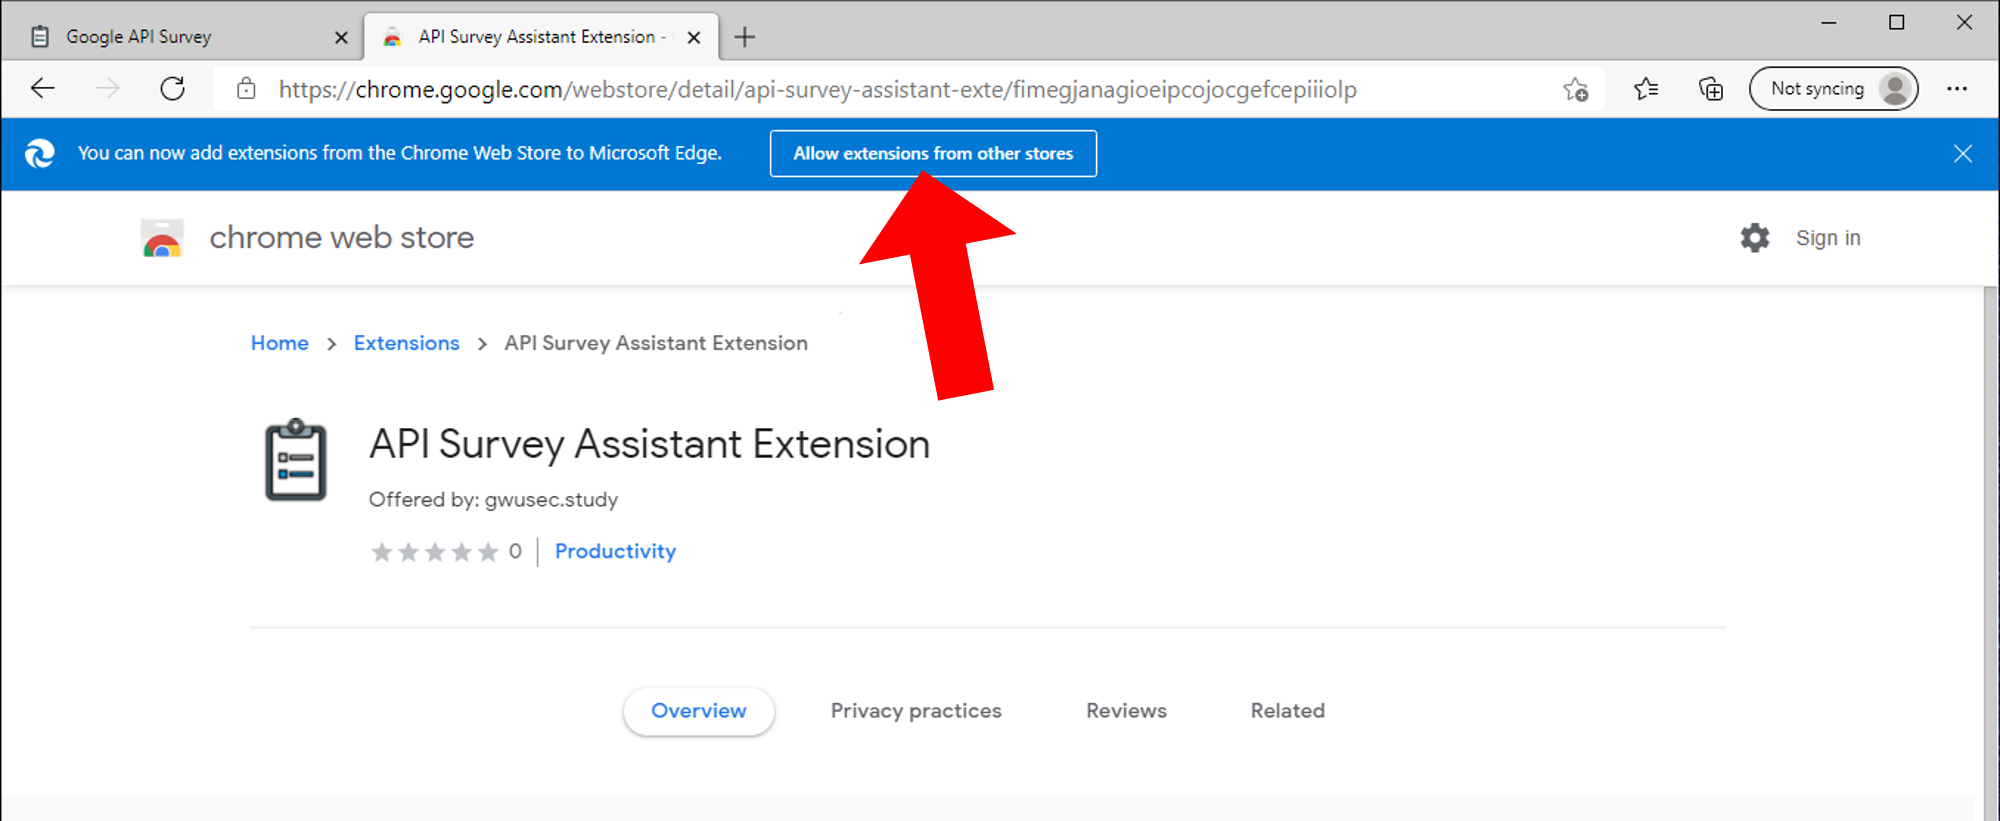 Google API Survey
API Survey Assistant Extension -
https://chrome.google.com/webstore/detail/api-survey-assistant-exte/fimegjanagioeipcojocgefcepiiiolp
Not syncing
You can now add extensions from the Chrome Web Store to Microsoft Edge.
Allow extensions from other stores
chrome web store
Sign in
Home > Extensions > API Survey Assistant Extension
API Survey Assistant Extension
Offered by: gwusec.study
0 | Productivity
Overview
Privacy practices
Reviews
Related